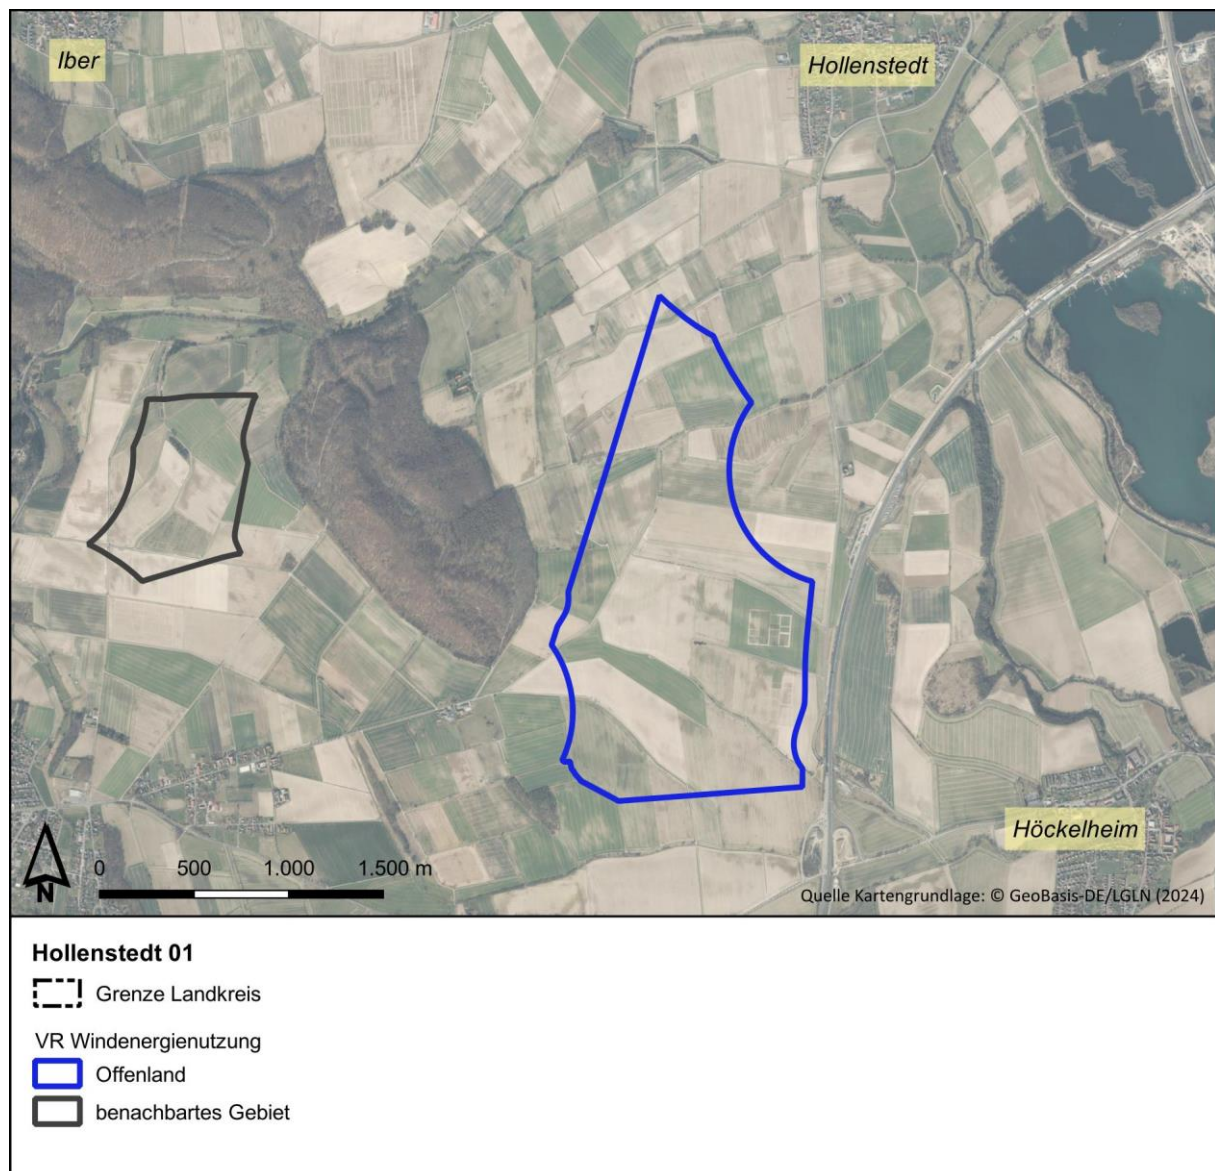 Iber
Hollenstedt
Höckelheim
N
0 500 1.000 1.500 m
Quelle Kartengrundlage: © GeoBasis-DE/LGLN (2024)
Hollenstedt 01
Grenze Landkreis
VR Windenergienutzung
Offenland
benachbartes Gebiet